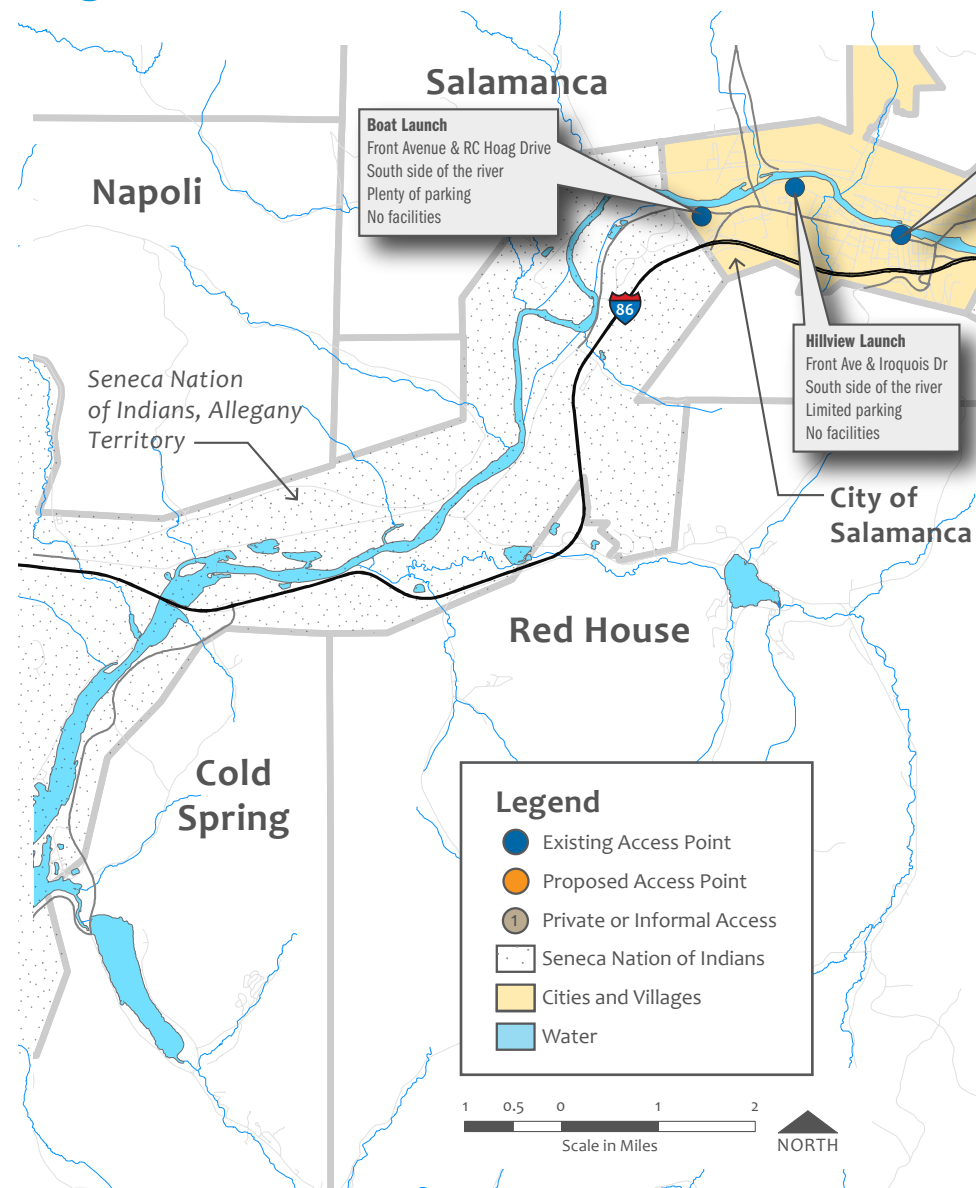 Salamanca
Boat Launch
Front Avenue & RC Hoag Drive
South side of the river
Plenty of parking
No facilities
Napoli
86
Hillview Launch
Front Ave & Iroquois Dr
South side of the river
Limited parking
No facilities
Seneca Nation
of Indians, Allegany
Territory
City of
Salamanca
Red House
Cold
Spring
Legend
Existing Access Point
Proposed Access Point
1 Private or Informal Access
Seneca Nation of Indians
Cities and Villages
Water
1 0.5 0 1 2
Scale in Miles
NORTH